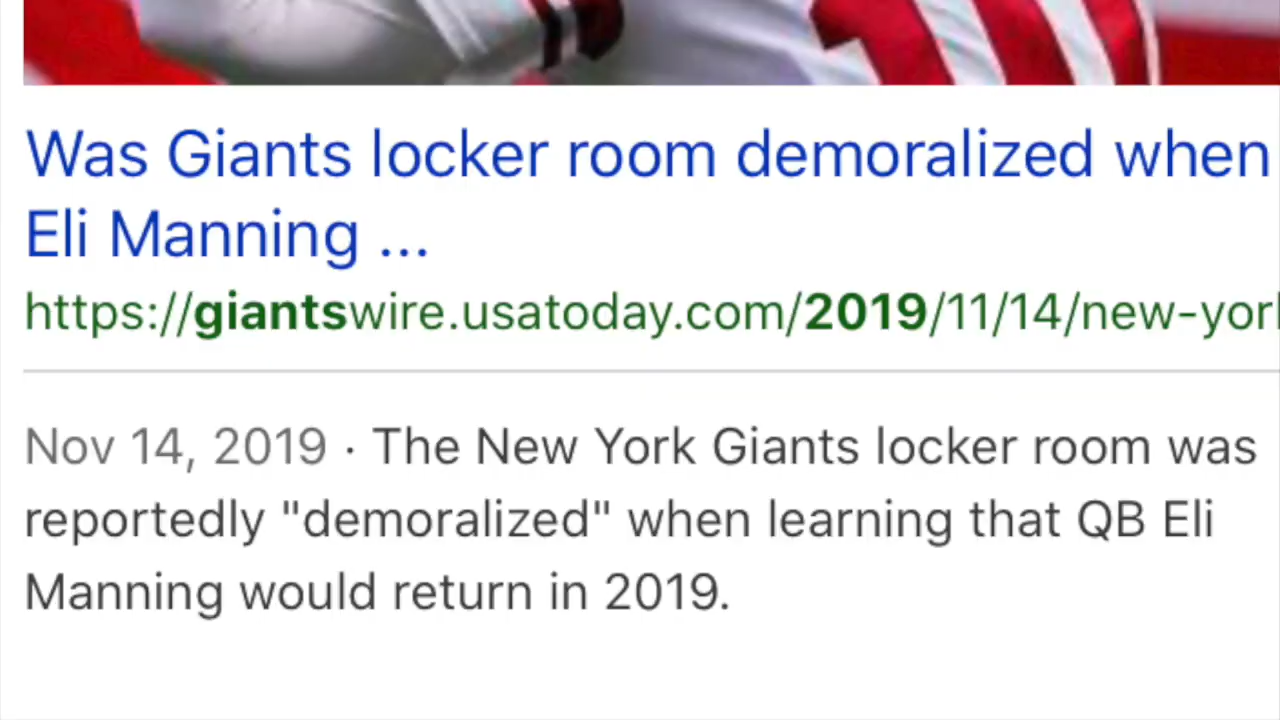 Was Giants locker room demoralized when
Eli Manning ...
https://giantswire.usatoday.com/2019/11/14/new-yor
Nov 14, 2019 · The New York Giants locker room was
reportedly "demoralized" when learning that QB Eli
Manning would return in 2019.